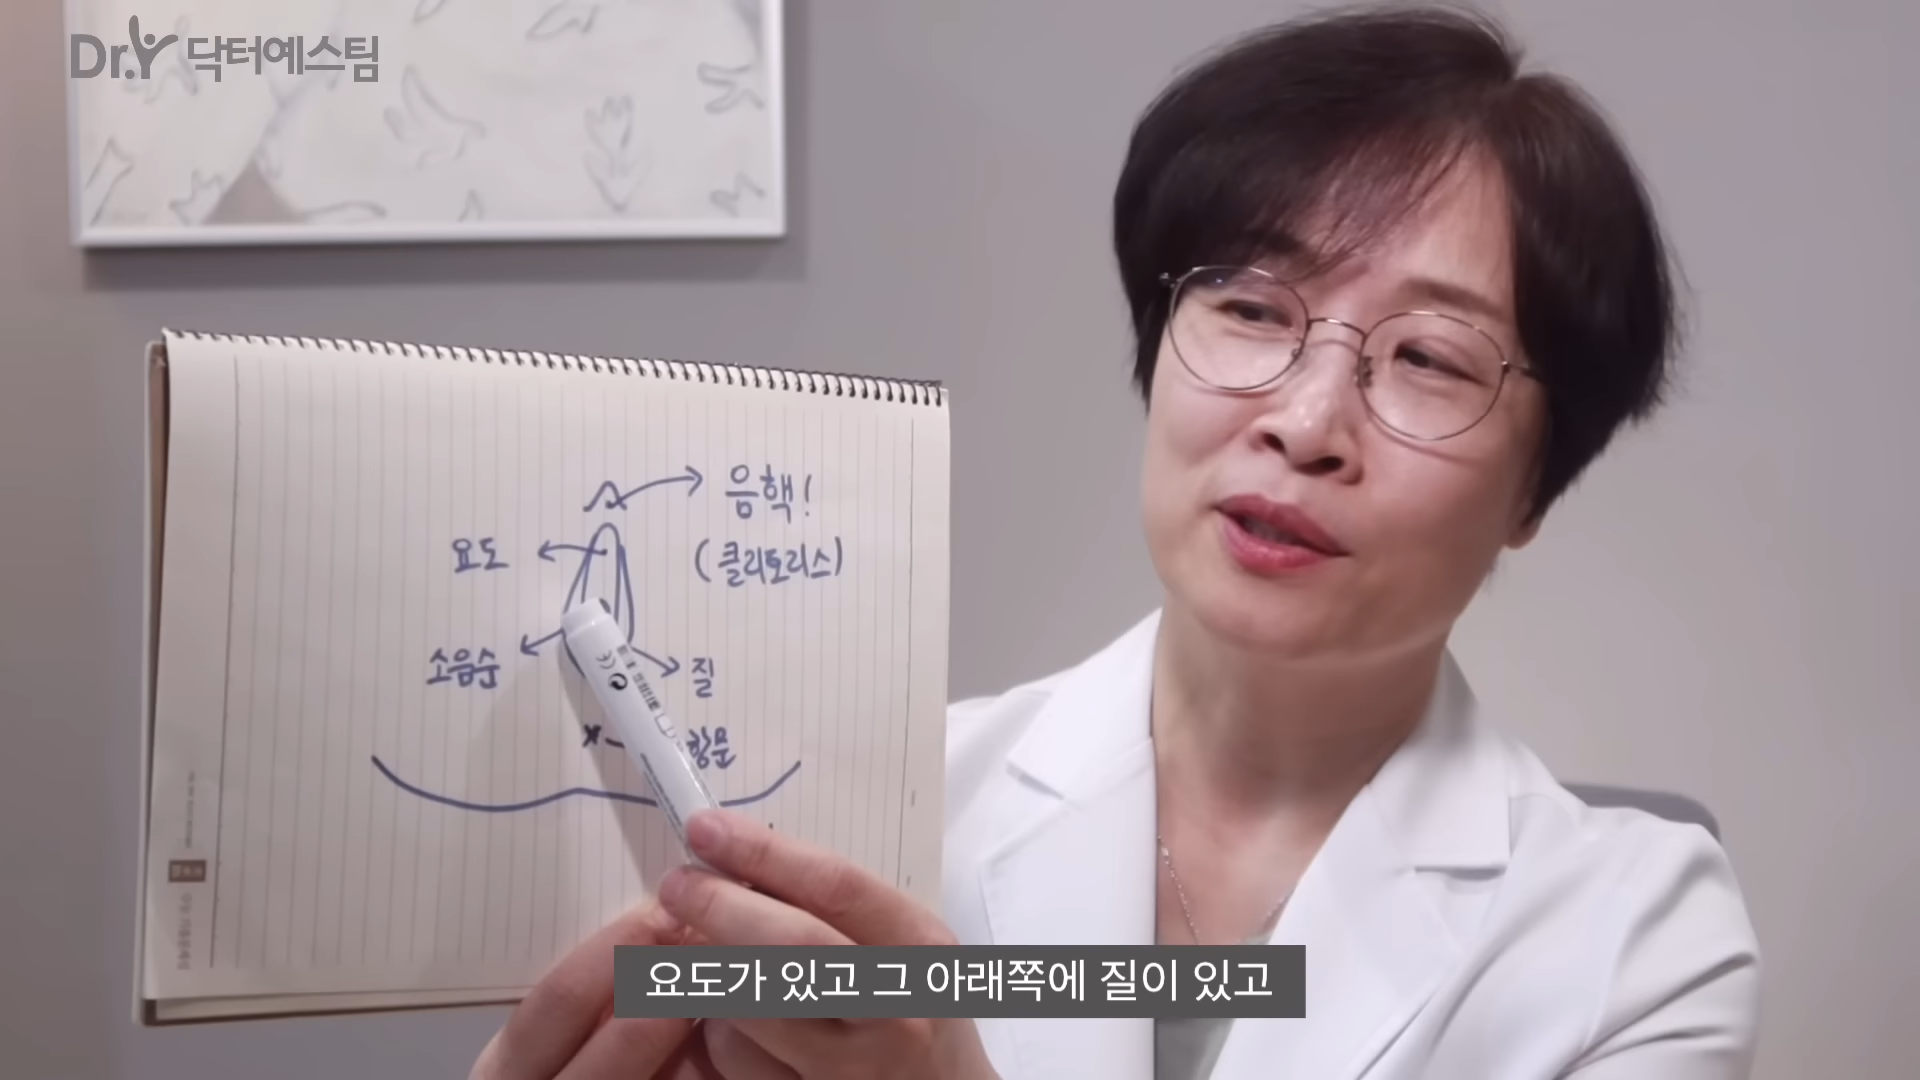 Dr.Y 닥터예스팀
음핵!
(클리토리스)
요도
소음순
질
항문
요도가 있고 그 아래쪽에 질이 있고